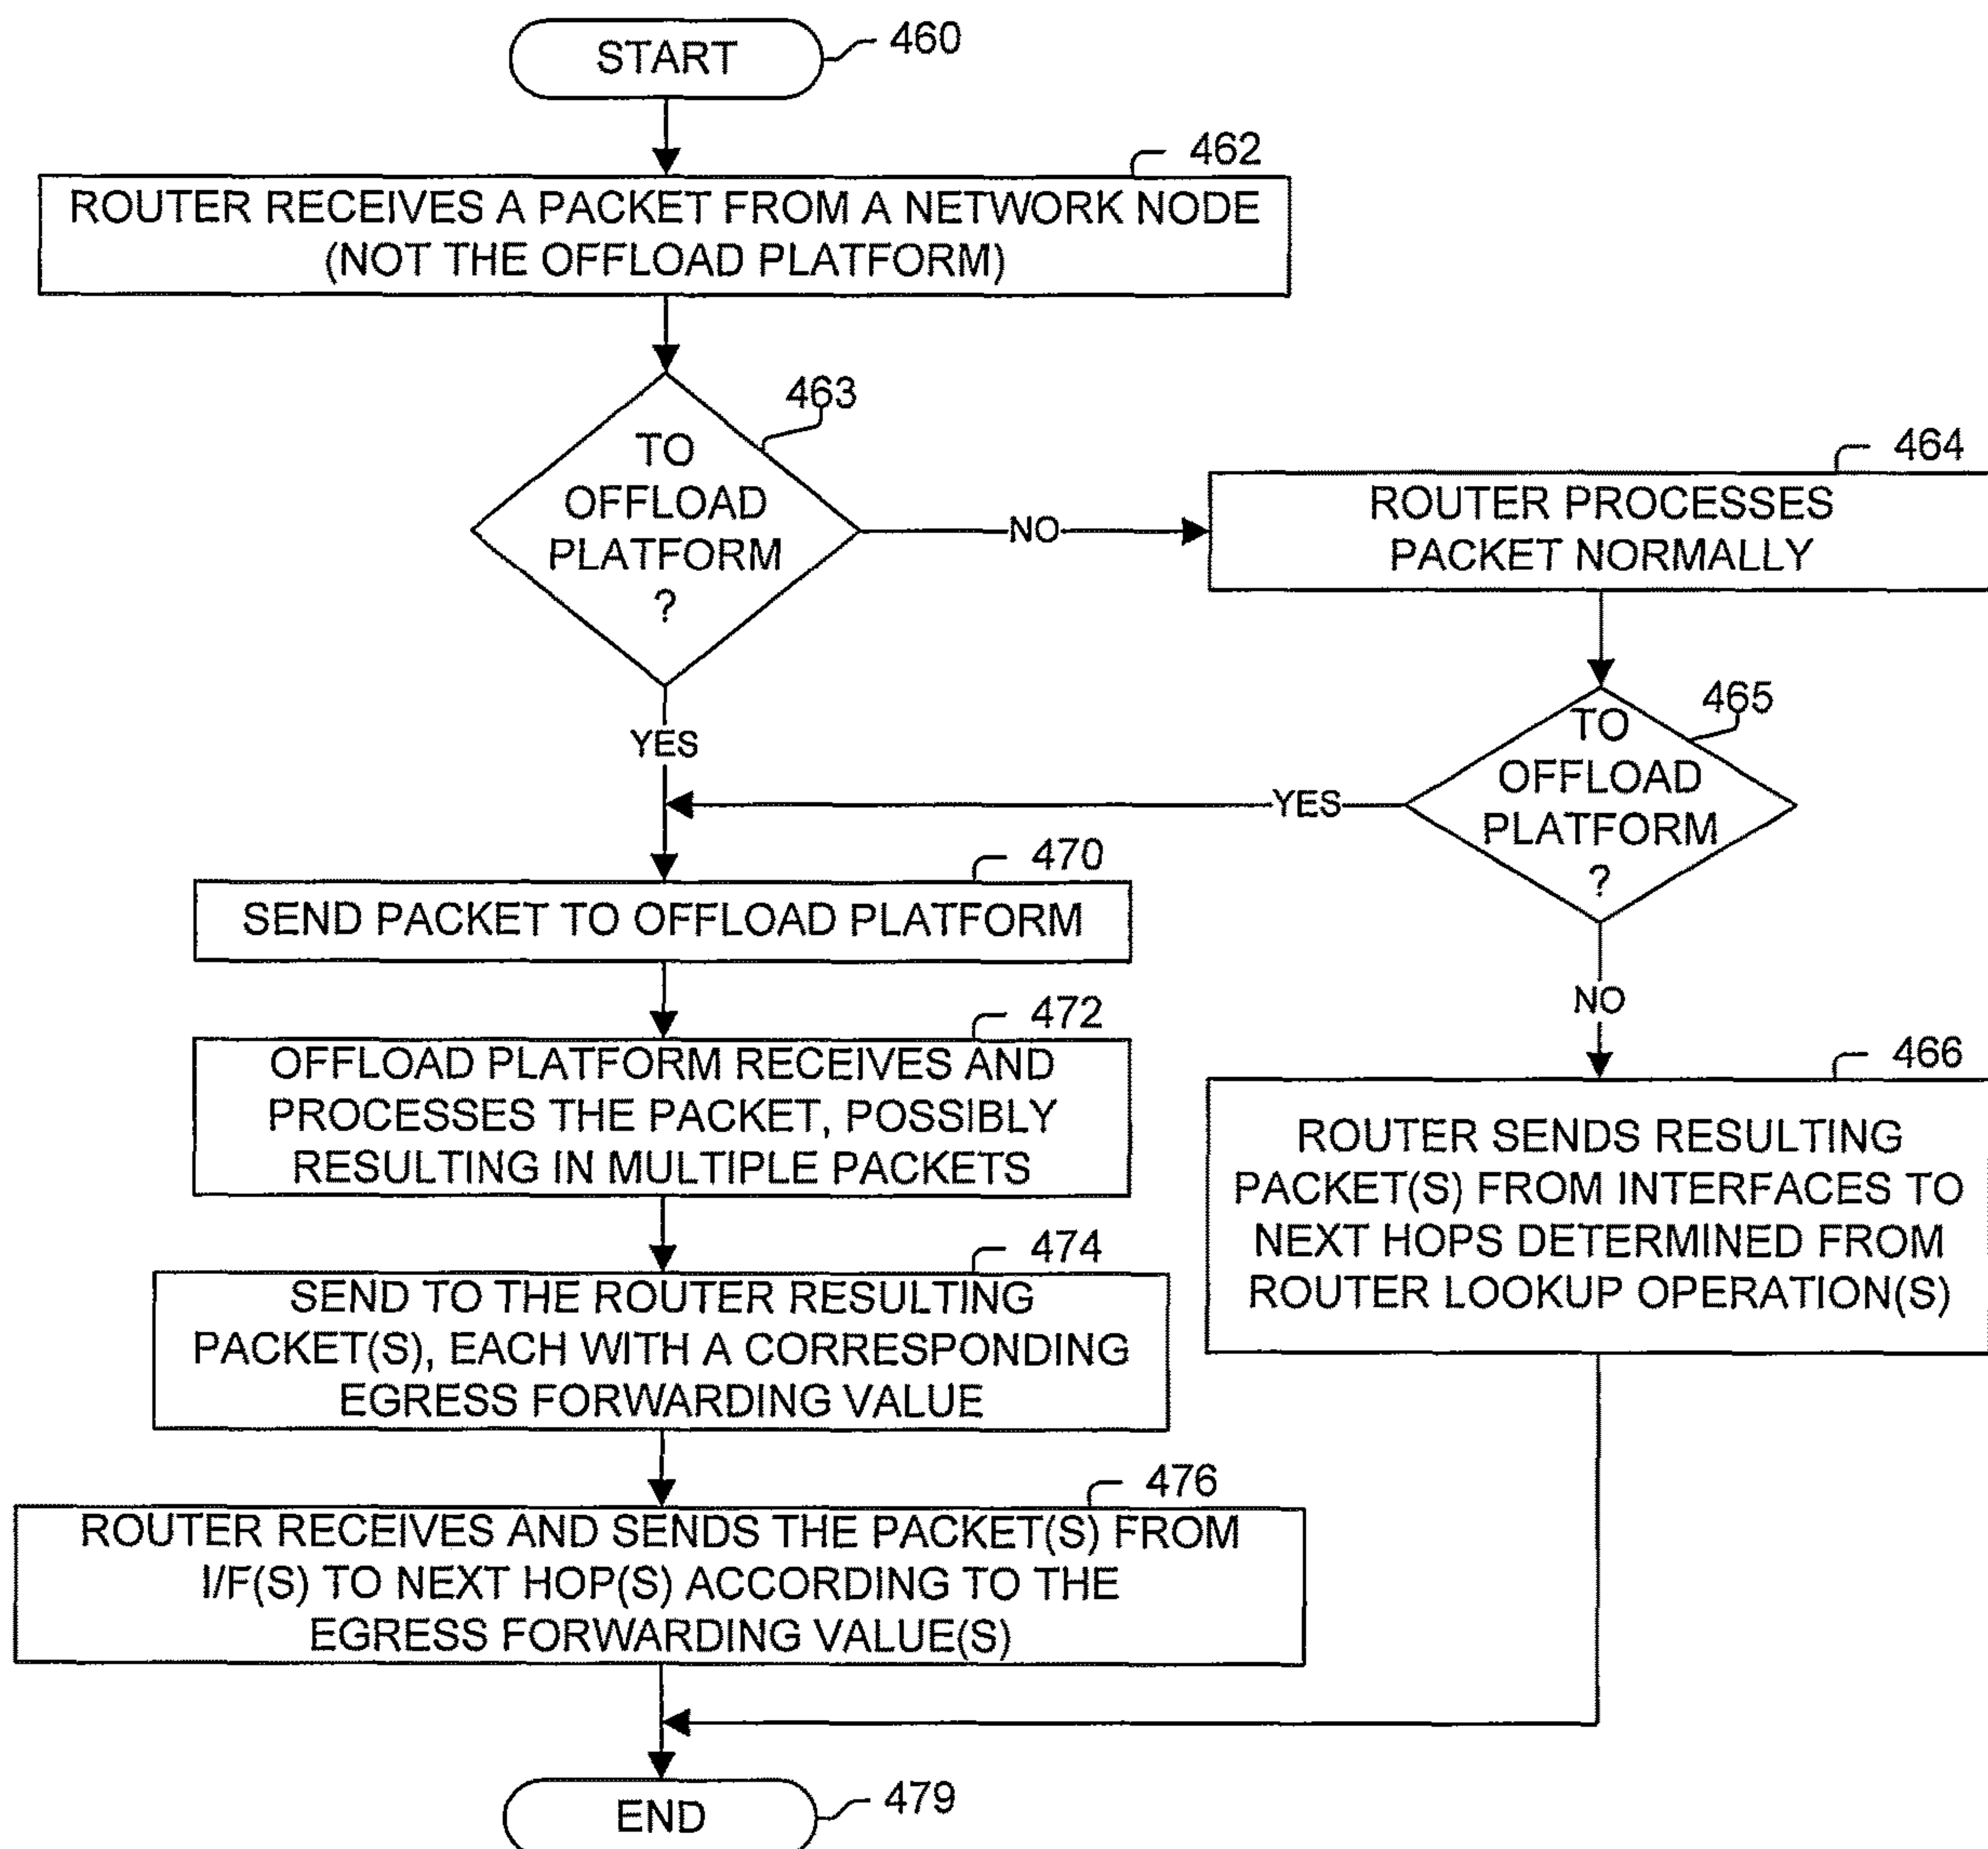 START
460
462
ROUTER RECEIVES A PACKET FROM A NETWORK NODE
(NOT THE OFFLOAD PLATFORM)
463
TO
OFFLOAD
PLATFORM
?
NO
464
ROUTER PROCESSES
PACKET NORMALLY
YES
465
TO
OFFLOAD
PLATFORM
?
YES
NO
470
SEND PACKET TO OFFLOAD PLATFORM
472
OFFLOAD PLATFORM RECEIVES AND
PROCESSES THE PACKET, POSSIBLY
RESULTING IN MULTIPLE PACKETS
466
ROUTER SENDS RESULTING
PACKET(S) FROM INTERFACES TO
NEXT HOPS DETERMINED FROM
ROUTER LOOKUP OPERATION(S)
474
SEND TO THE ROUTER RESULTING
PACKET(S), EACH WITH A CORRESPONDING
EGRESS FORWARDING VALUE
476
ROUTER RECEIVES AND SENDS THE PACKET(S) FROM
I/F(S) TO NEXT HOP(S) ACCORDING TO THE
EGRESS FORWARDING VALUE(S)
END
479